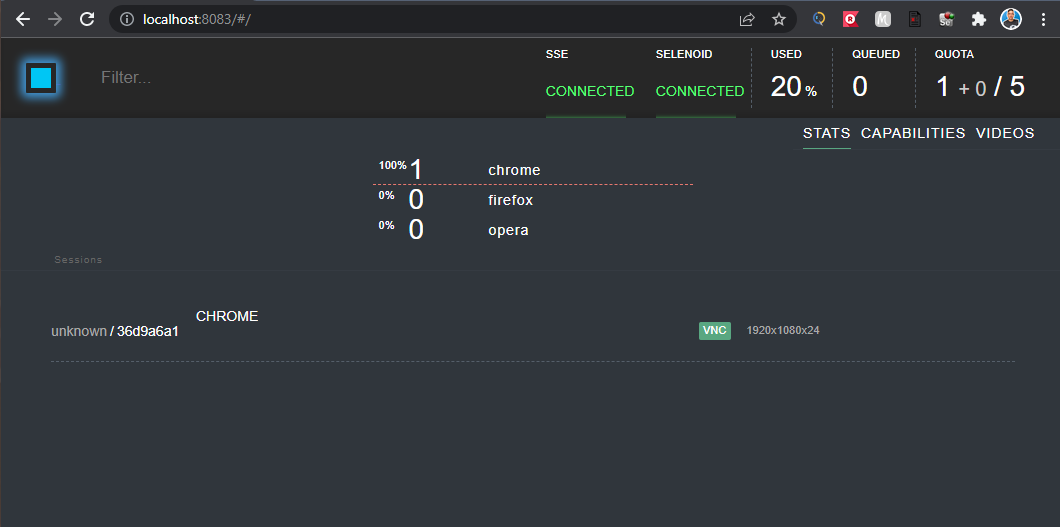 localhost:8083/#/
Filter...
SSE
CONNECTED
SELENOID
CONNECTED
USED
20%
QUEUED
0
QUOTA
1 + 0 / 5
STATS CAPABILITIES VIDEOS
100% 1 chrome
0% 0 firefox
0% 0 opera
Sessions
unknown / 36d9a6a1 CHROME VNC 1920x1080x24